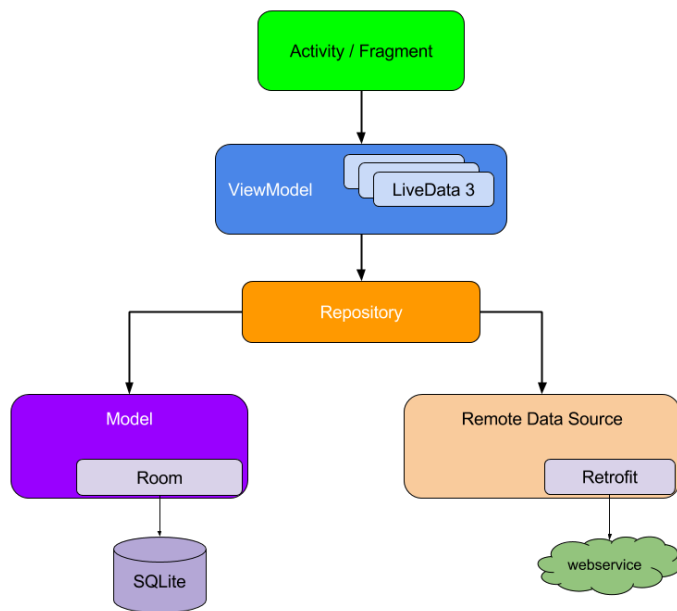 Activity / Fragment
ViewModel
LiveData 3
Repository
Model
Remote Data Source
Room
Retrofit
SQLite
webservice